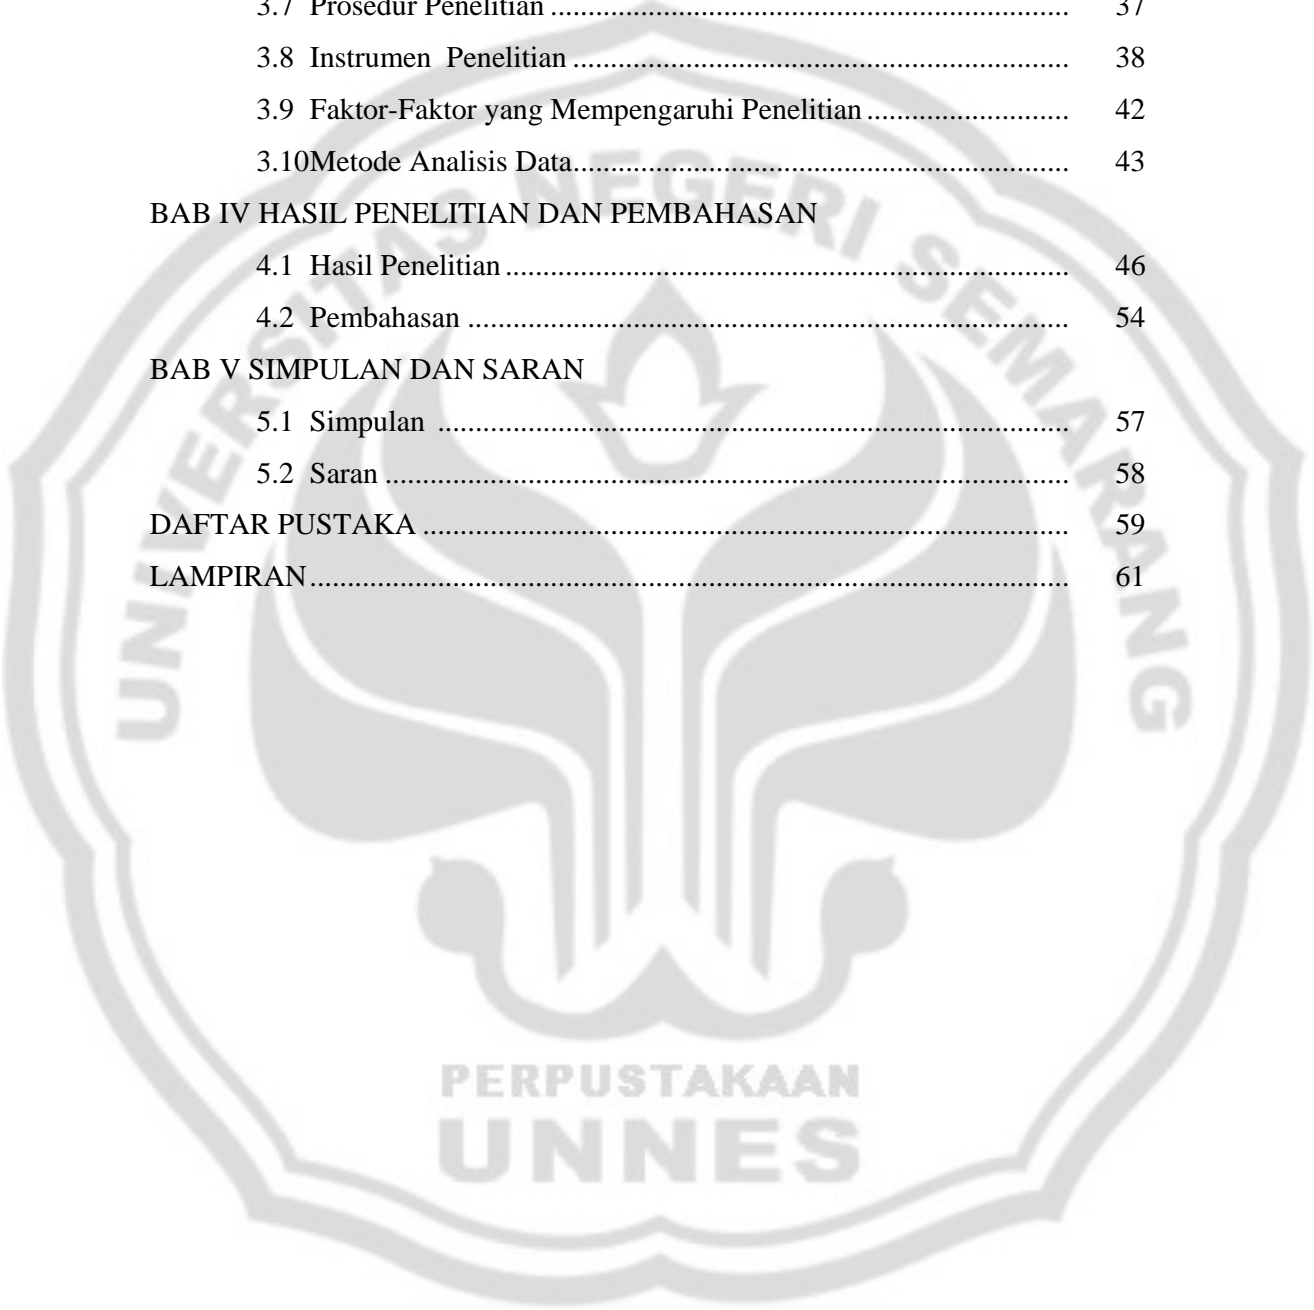 3.7 Prosedur Penelitian ...................................................................... 37
3.8 Instrumen Penitian ................................................................... 38
3.9 Faktor-Faktor yang Mempengaruhi Penelitian ........................... 42
3.10Metode Analisis Data................................................................... 43
BAB IV HASIL PENELITIAN DAN PEMBAHASAN
4.1 Hasil Penelitian ............................................................................ 46
4.2 Pembahasan ................................................................................. 54
BAB V SIMPULAN DAN SARAN
5.1 Simpulan ..................................................................................... 57
5.2 Saran ............................................................................................ 58
DAFTAR PUSTAKA ....................................................................................... 59
LAMPIRAN...................................................................................................... 61
UNIVERSITAS NEGERI SEMARANG
PERPUSTAKAAN
UNNES